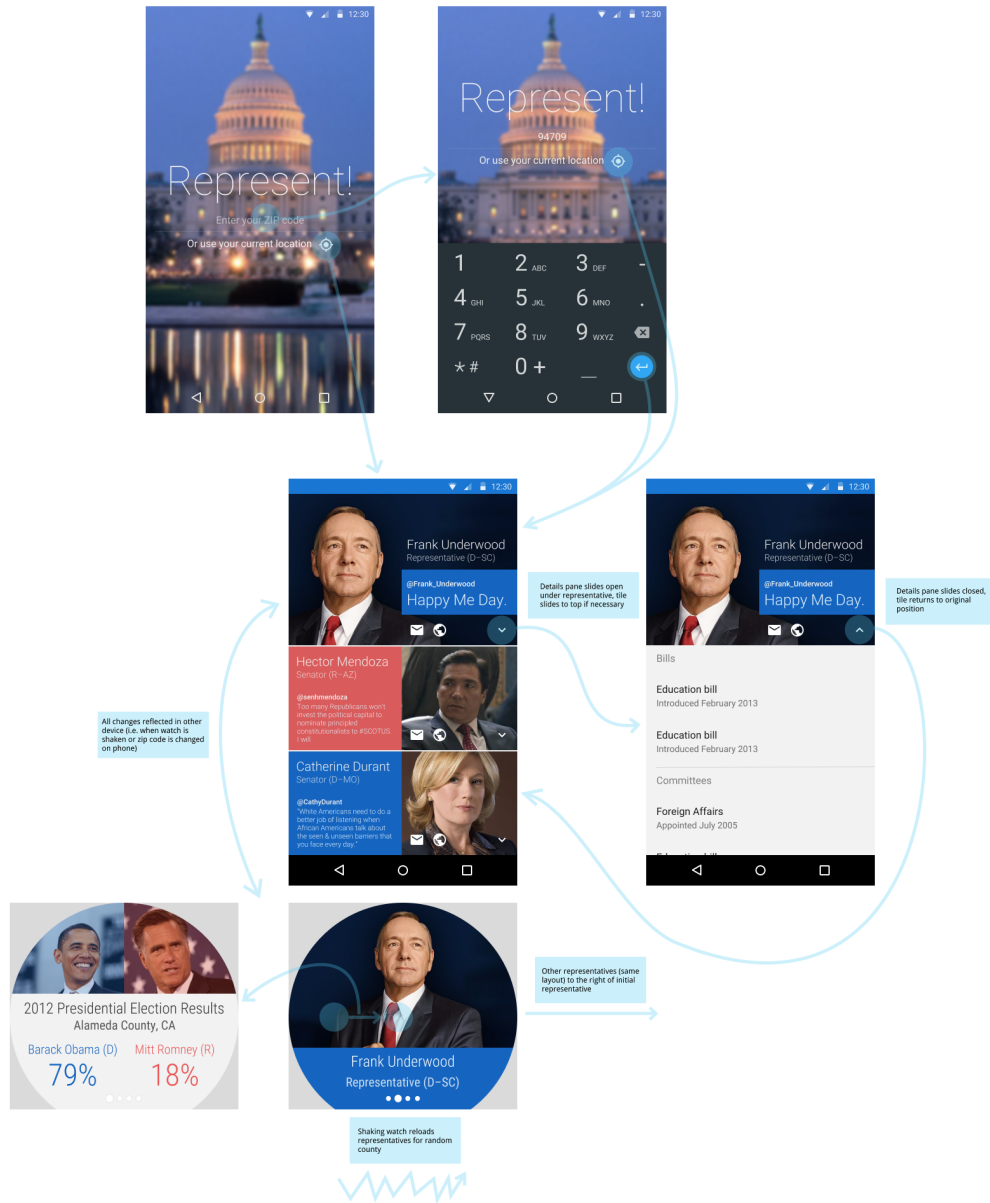 12:30
Represent!
Enter your ZIP code
Or use your current location
12:30
Represent!
94709
Or use your current location
1 2 ABC 3 DEF -
4 GHI 5 JKL 6 MNO .
7 PQRS 8 TUV 9 WXYZ
*# 0 + _
12:30
Frank Underwood
Representative (D–SC)
@Frank_Underwood
Happy Me Day.
Hector Mendoza
Senator (R–AZ)
@senhmendoza
Too many Republicans won't
invest the political capital to
nominate principled
constitutionalists to #SCOTUS.
I will
Catherine Durant
Senator (D–MO)
@CathyDurant
"White Americans need to do a
better job of listening when
African Americans talk about
the seen & unseen barriers that
you face every day."
Details pane slides open
under representative, tile
slides to top if necessary
12:30
Frank Underwood
Representative (D–SC)
@Frank_Underwood
Happy Me Day.
Bills
Education bill
Introduced February 2013
Education bill
Introduced February 2013
Committees
Foreign Affairs
Appointed July 2005
Details pane slides closed,
tile returns to original
position
All changes reflected in other
device (i.e. when watch is
shaken or zip code is changed
on phone)
2012 Presidential Election Results
Alameda County, CA
Barack Obama (D) Mitt Romney (R)
79% 18%
Frank Underwood
Representative (D–SC)
Other representatives (same
layout) to the right of initial
representative
Shaking watch reloads
representatives for random
county